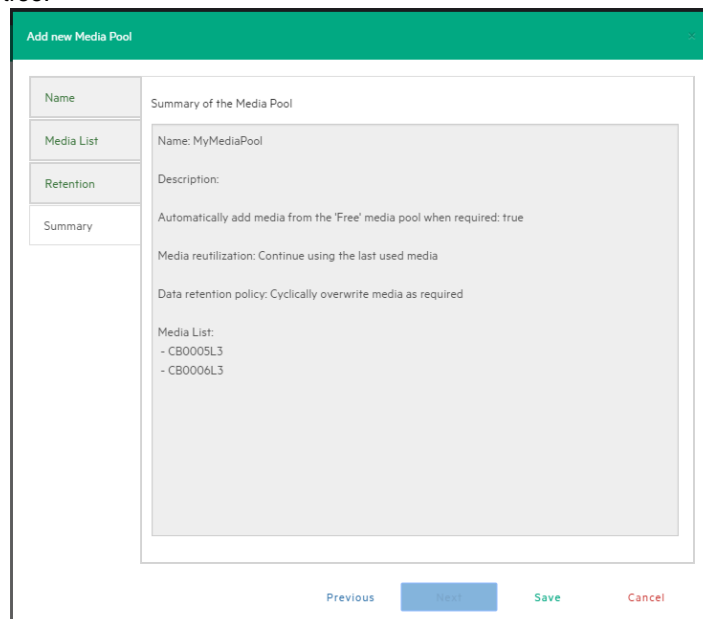 Add new Media Pool
×
Name
Media List
Retention
Summary
Summary of the Media Pool
Name: MyMediaPool
Description:
Automatically add media from the 'Free' media pool when required: true
Media reutilization: Continue using the last used media
Data retention policy: Cyclically overwrite media as required
Media List:
- CB0005L3
- CB0006L3
Previous
Next
Save
Cancel